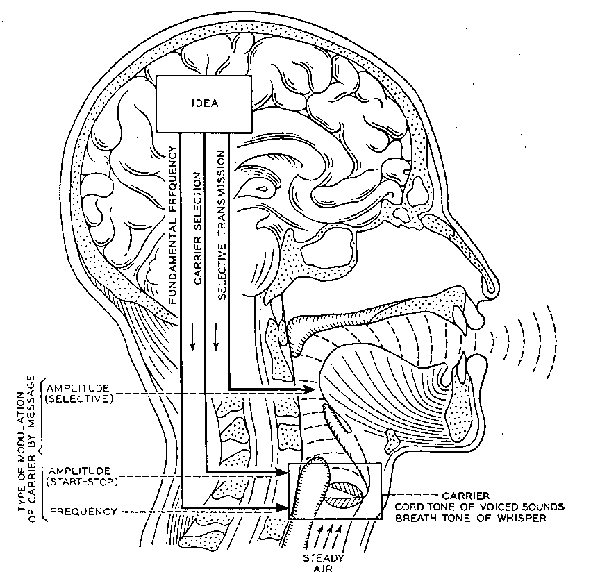 IDEA
FUNDAMENTAL FREQUENCY
CARRIER SELECTION
SELECTIVE TRANSMISSION
TYPE OF MODULATION
OF CARRIER BY MESSAGE
AMPLITUDE
(SELECTIVE)
AMPLITUDE
(START-STOP)
FREQUENCY
CARRIER
CORD TONE OF VOICED SOUNDS
BREATH TONE OF WHISPER
STEADY
AIR